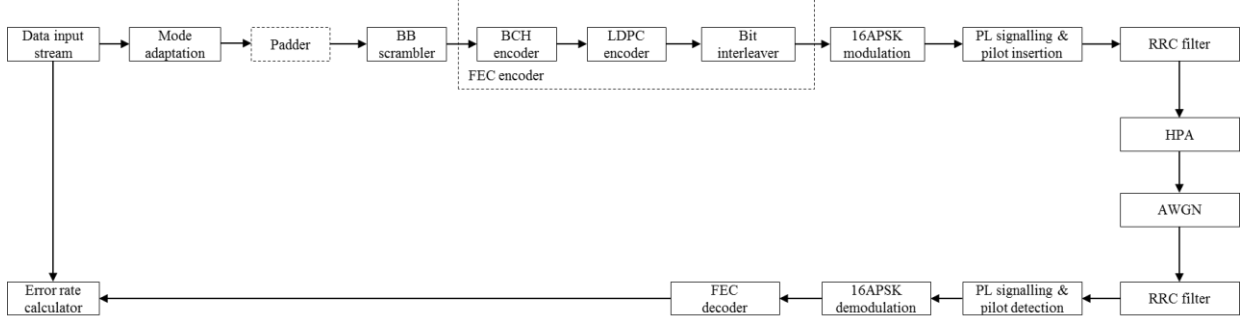 Data input
stream
Mode
adaptation
Padder
BB
scrambler
BCH
encoder
LDPC
encoder
Bit
interleaver
FEC encoder
16APSK
modulation
PL signalling &
pilot insertion
RRC filter
HPA
AWGN
RRC filter
PL signalling &
pilot detection
16APSK
demodulation
FEC
decoder
Error rate
calculator